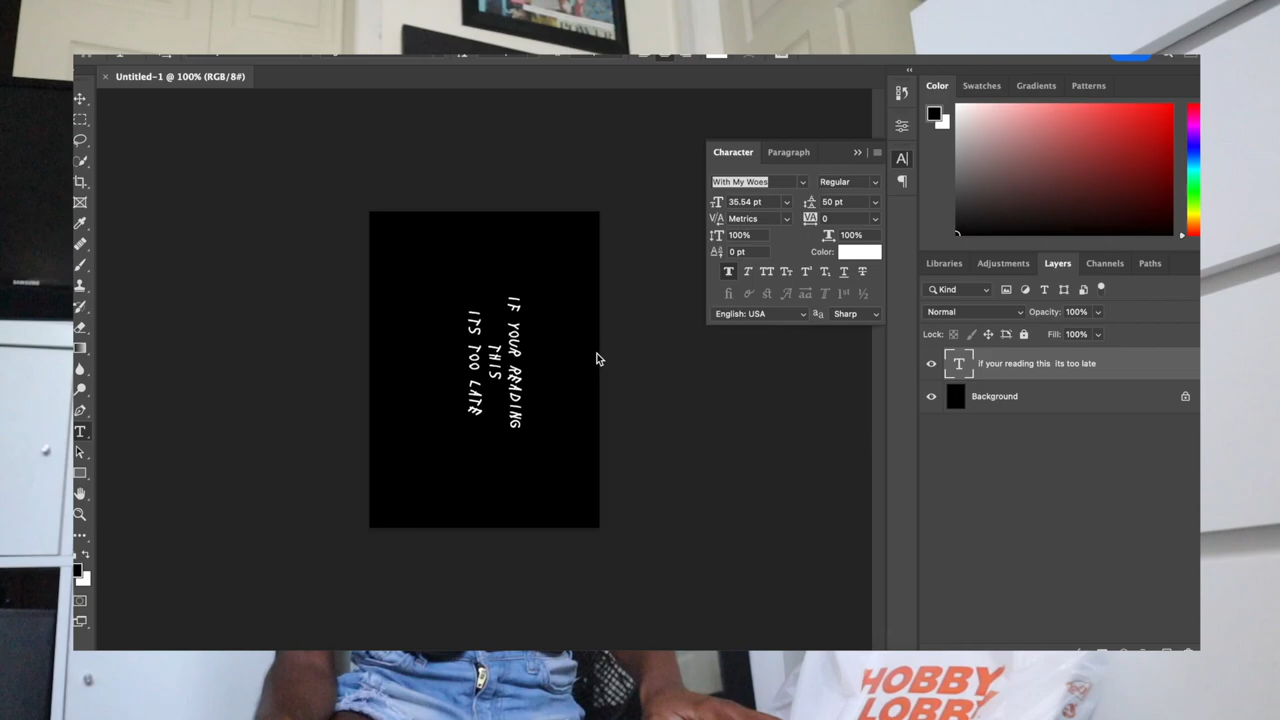 Untitled-1 @ 100% (RGB/8#)
Color Swatches Gradients Patterns
Character Paragraph
With My Woes Regular
35.54 pt 50 pt
Metrics 0
100% 100%
0 pt Color:
English: USA Sharp
IF YOUR READING
THIS
ITS TOO LATE
Libraries Adjustments Layers Channels Paths
Kind
Normal Opacity: 100%
Lock: Fill: 100%
if your reading this its too late
Background
HOBBY
LOBBY